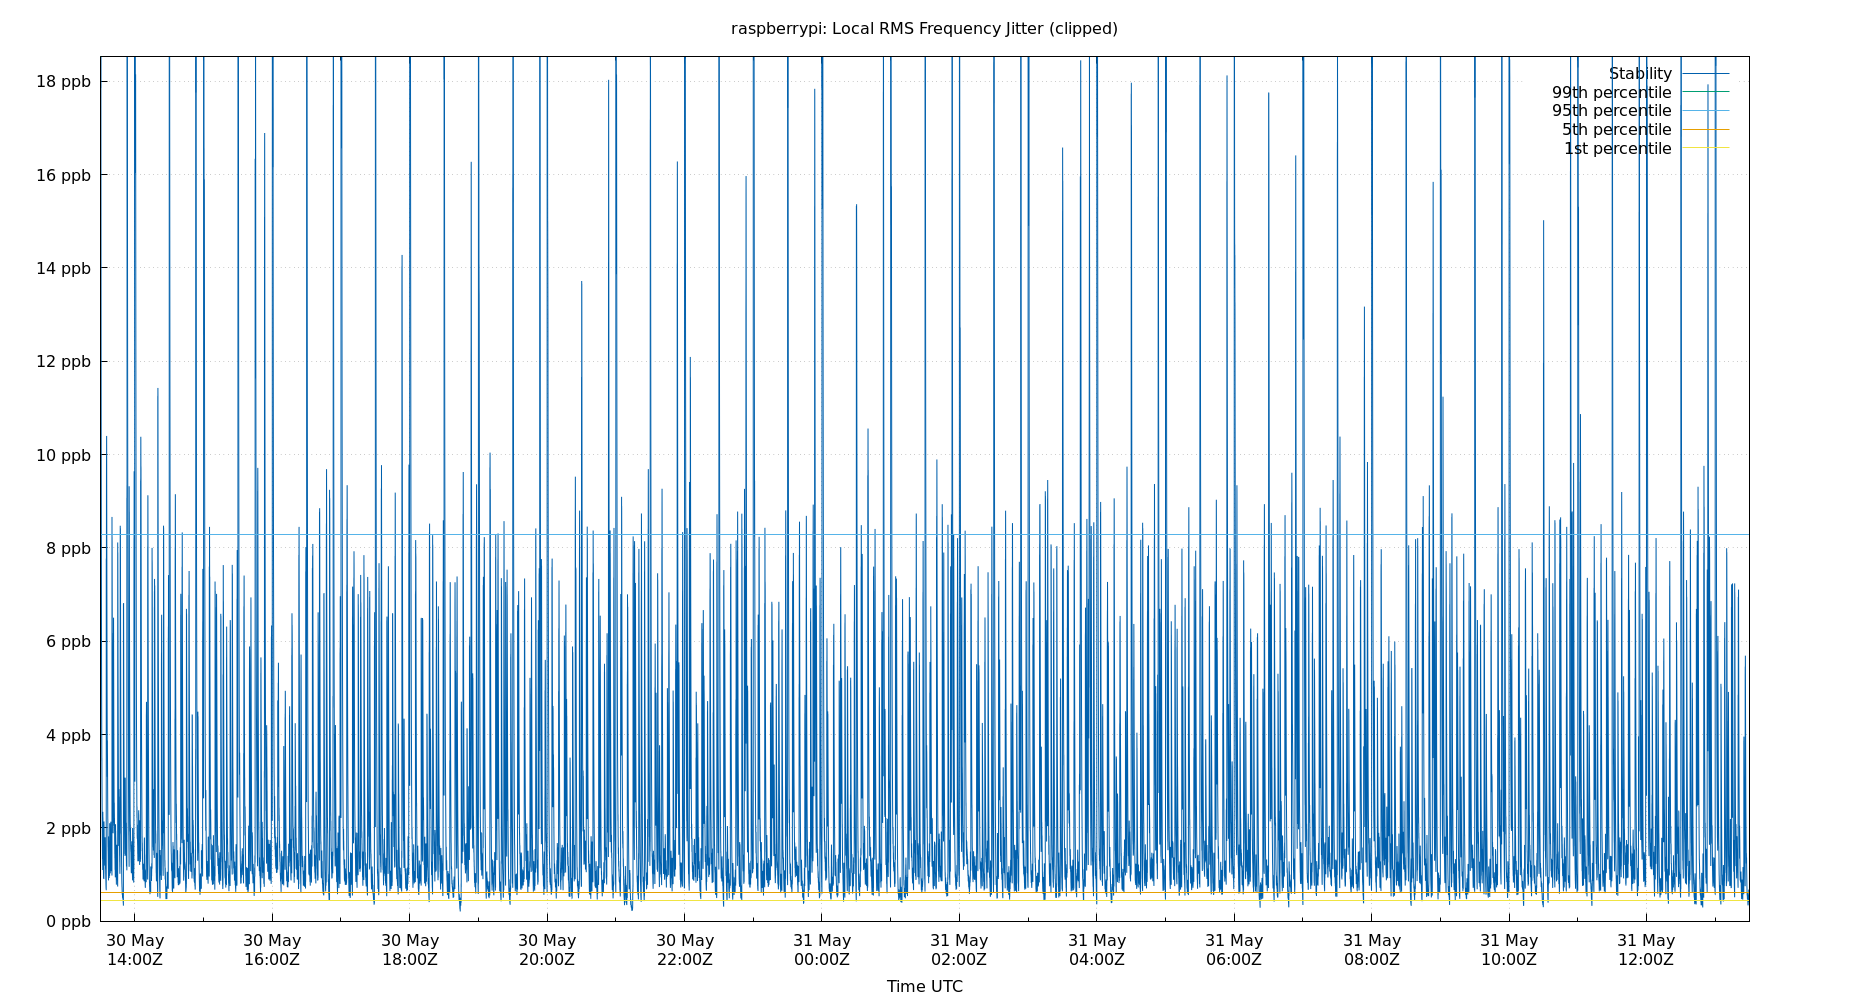 raspberrypi: Local RMS Frequency Jitter (clipped)
18 ppb
16 ppb
14 ppb
12 ppb
10 ppb
8 ppb
6 ppb
4 ppb
2 ppb
0 ppb
Stability
99th percentile
95th percentile
5th percentile
1st percentile
30 May 30 May 30 May 30 May 30 May 31 May 31 May 31 May 31 May 31 May 31 May 31 May
14:00Z 16:00Z 18:00Z 20:00Z 22:00Z 00:00Z 02:00Z 04:00Z 06:00Z 08:00Z 10:00Z 12:00Z
Time UTC